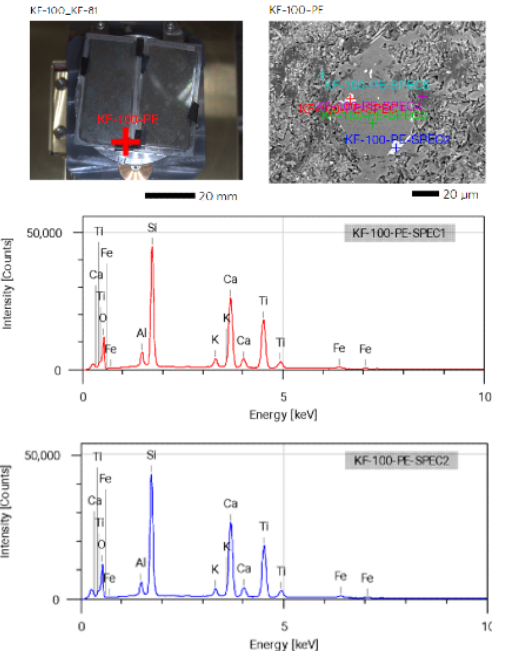 KF-100_KF-81
KF-100-PE
KF-100-PE
KF-100-PE-SPEC2
20 mm
20 µm
50,000
Ti
Si
KF-100-PE-SPEC1
Fe
Ca
Ca
Ti
Ti
O
K
Al
K
Ca
Ti
Fe
Fe
Fe
0
0
5
10
Intensity [Counts]
Energy [keV]
50,000
Ti
Si
KF-100-PE-SPEC2
Fe
Ca
Ca
Ti
Ti
O
K
Al
K
Ca
Ti
Fe
Fe
Fe
0
0
5
Intensity [Counts]
Energy [keV]